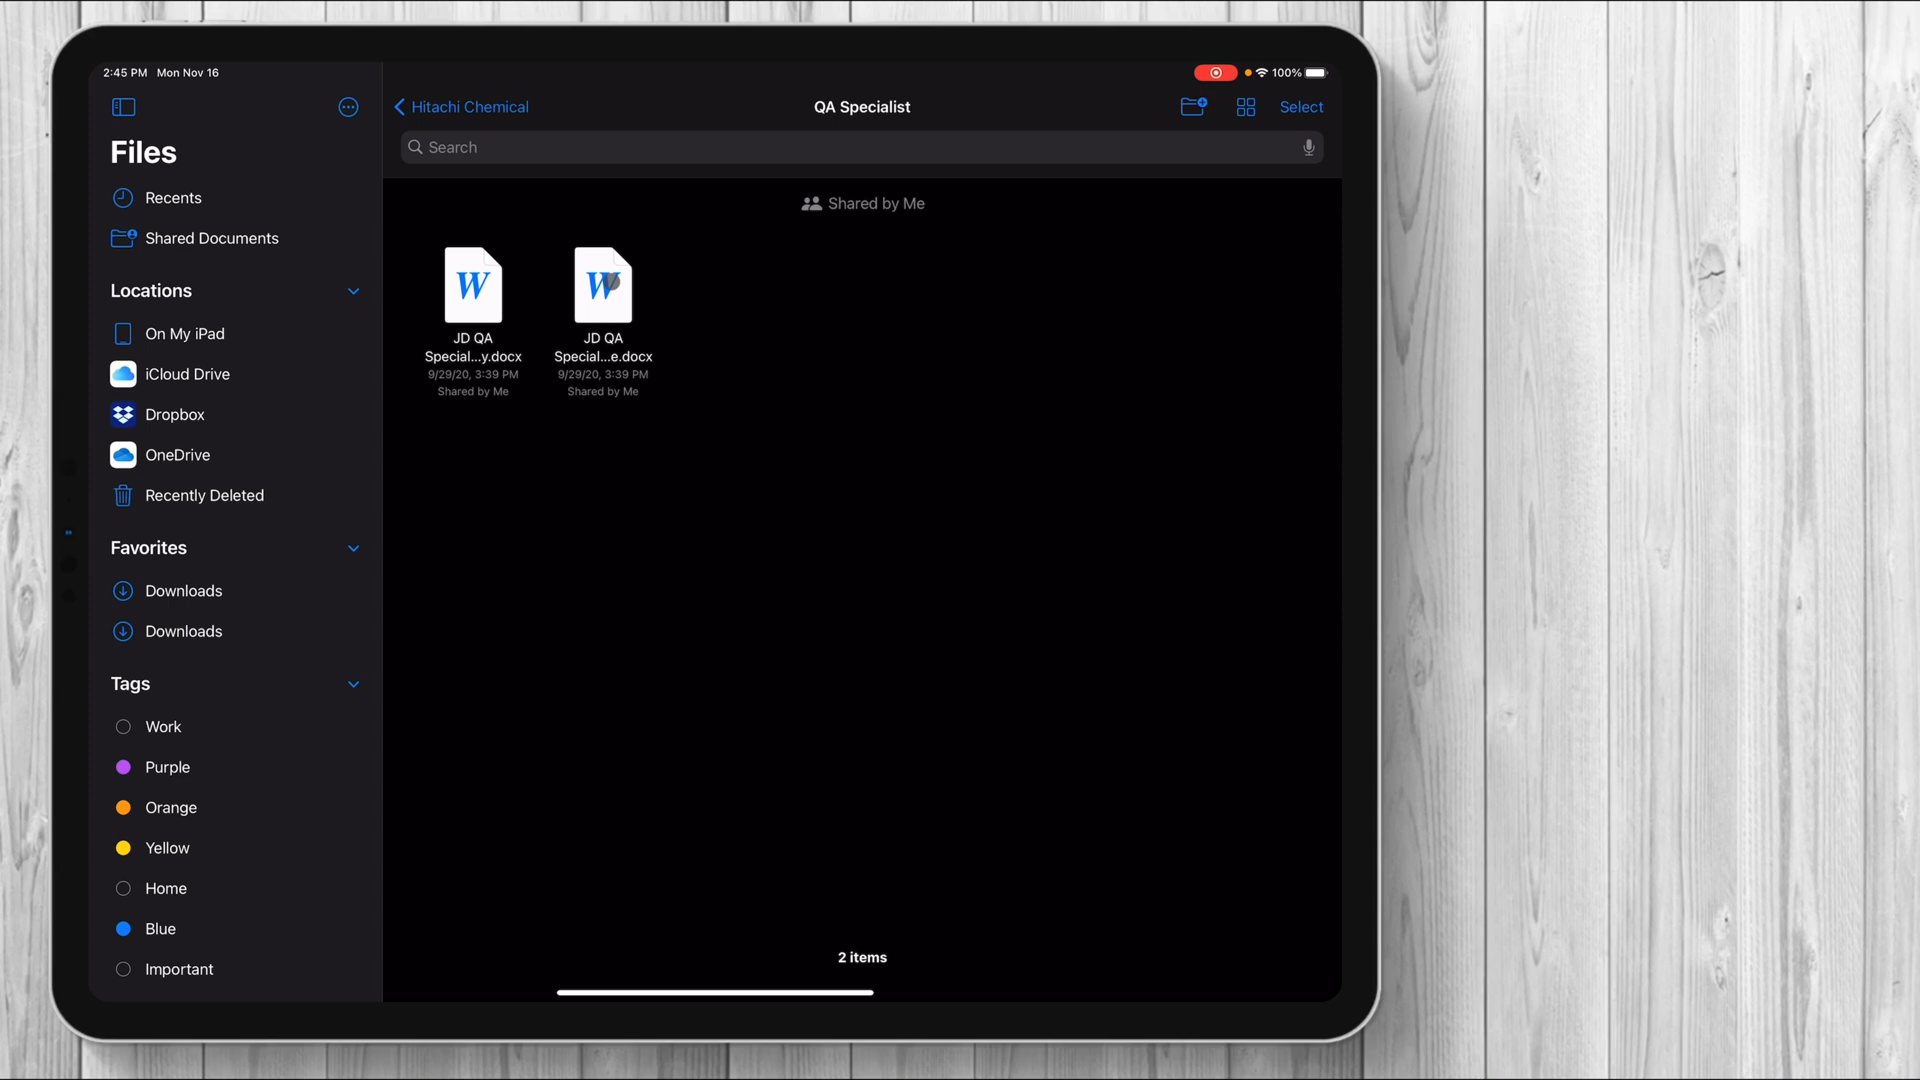 2:45 PM Mon Nov 16
100%
Files
Recents
Shared Documents
Locations
On My iPad
iCloud Drive
Dropbox
OneDrive
Recently Deleted
Favorites
Downloads
Downloads
Tags
Work
Purple
Orange
Yellow
Home
Blue
Important
Hitachi Chemical
QA Specialist
Select
Search
Shared by Me
W
JD QA
Special...y.docx
9/29/20, 3:39 PM
Shared by Me
W
JD QA
Special...e.docx
9/29/20, 3:39 PM
Shared by Me
2 items